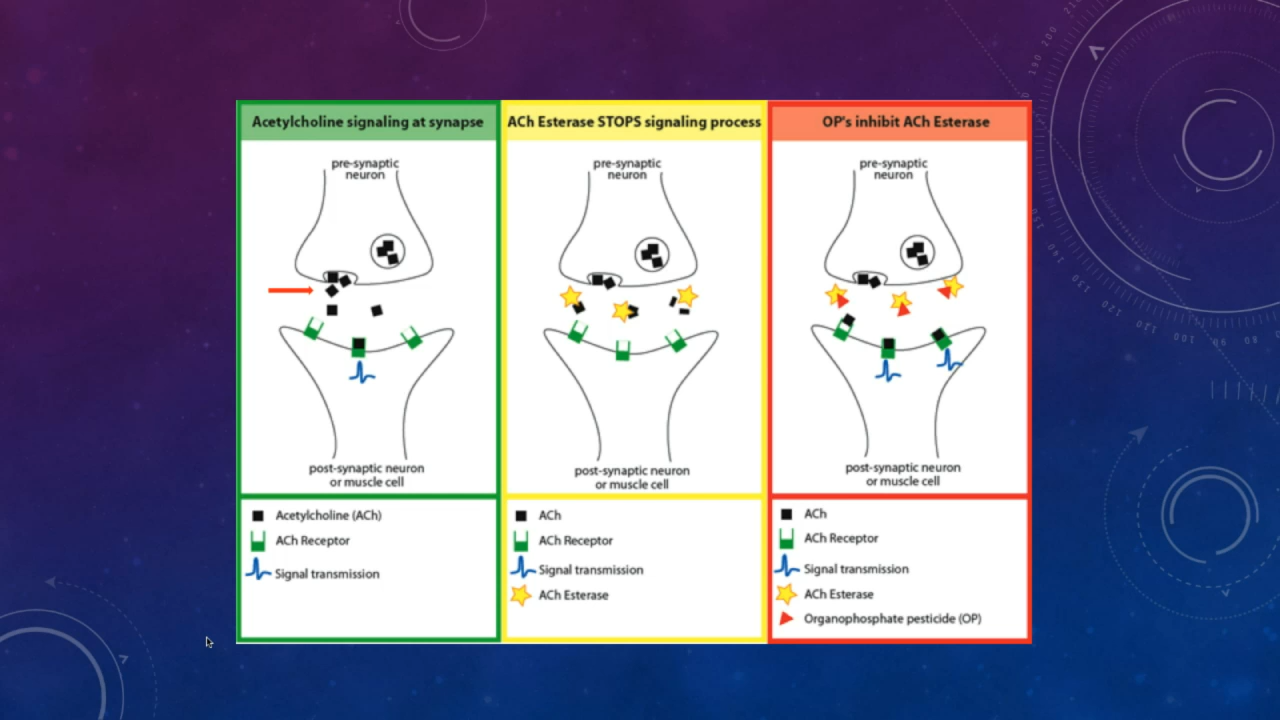 Acetylcholine signaling at synapse
pre-synaptic
neuron
post-synaptic neuron
or muscle cell
Acetylcholine (ACh)
ACh Receptor
Signal transmission
ACh Esterase STOPS signaling process
pre-synaptic
neuron
post-synaptic neuron
or muscle cell
ACh
ACh Receptor
Signal transmission
ACh Esterase
OP's inhibit ACh Esterase
pre-synaptic
neuron
post-synaptic neuron
or muscle cell
ACh
ACh Receptor
Signal transmission
ACh Esterase
Organophosphate pesticide (OP)